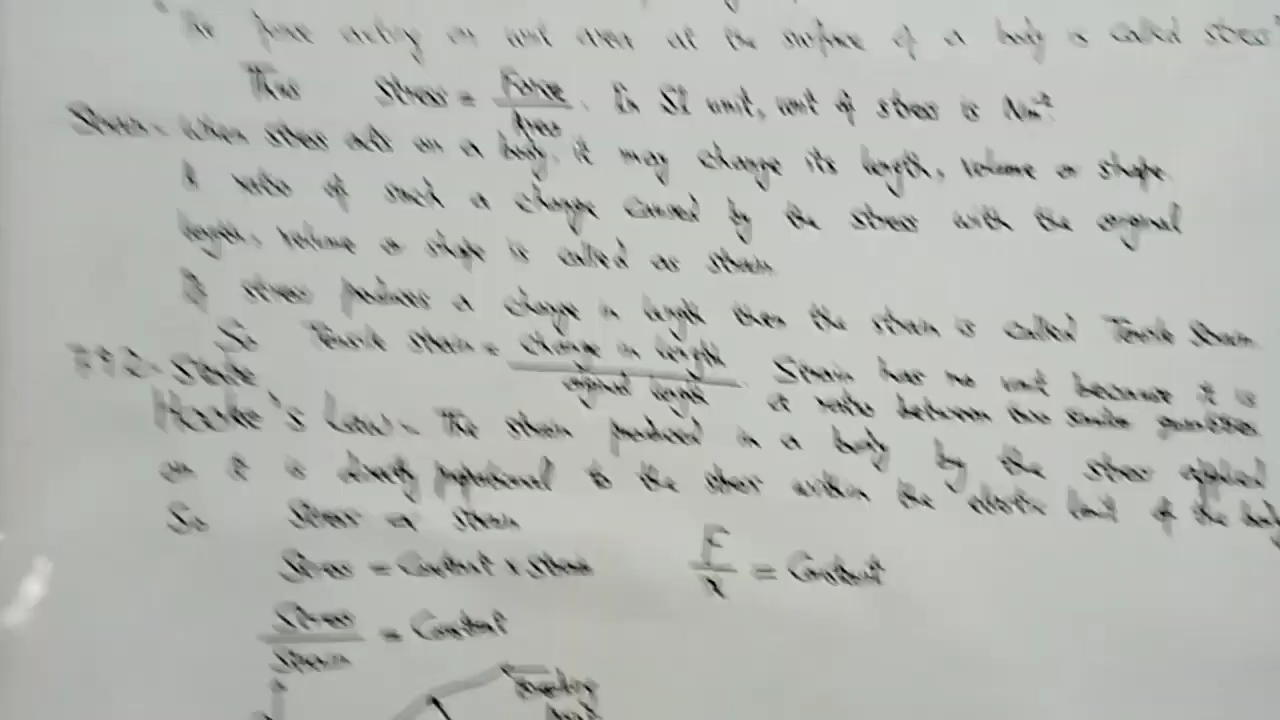 The force acting on unit area at the surface of a body is called stress
Thus Stress = Force / Area . In SI unit, unit of stress is Nm⁻².
Strain - When stress acts on a body, it may change its length, volume or shape.
A ratio of such a change caused by the stress with the original
length, volume or shape is called as strain
If stress produces a change in length then the strain is called Tensile Strain
So Tensile strain = change in length / original length . Strain has no unit because it is
a ratio between two similar quantities
Hooke's Law - The strain produced in a body by the stress applied
on it is directly proportional to the stress within the elastic limit of the body
So Stress ∝ strain
Stress = Constant x strain F / x = Constant
Stress / Strain = Constant